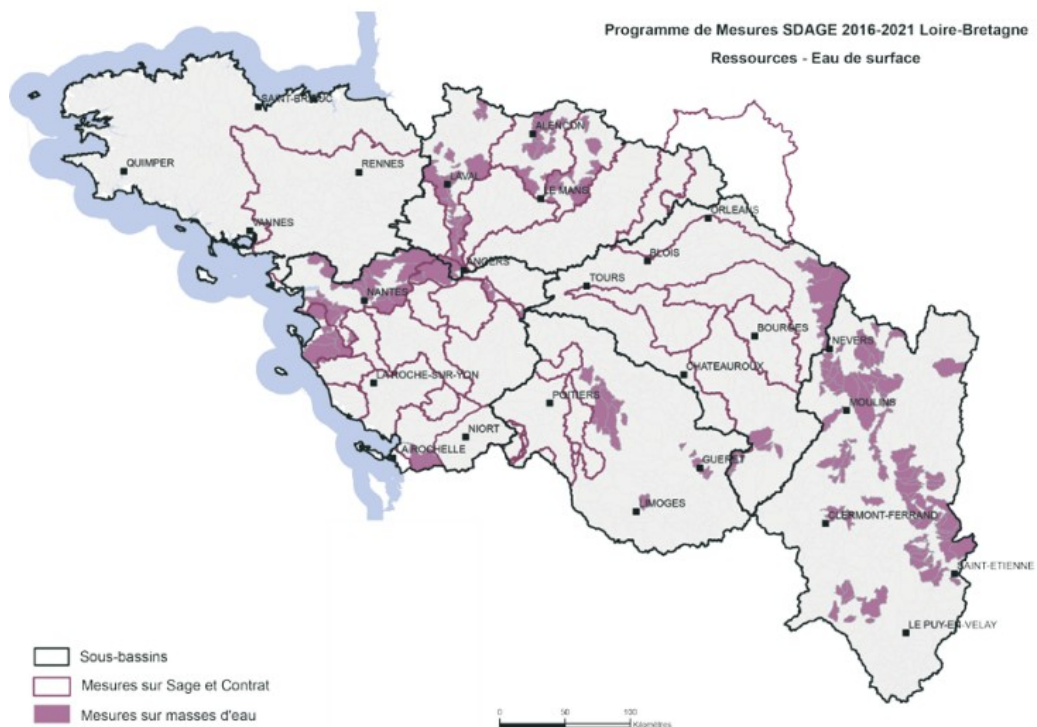 Programme de Mesures SDAGE 2016-2021 Loire-Bretagne
Ressources - Eau de surface
SAINT-BRIEUC
ALENÇON
QUIMPER
RENNES
LAVAL
LE MANS
ORLEANS
VANNES
ANGERS
BLOIS
TOURS
NANTES
BOURGES
NEVERS
CHATEAUROUX
LA ROCHE-SUR-YON
POITIERS
MOULINS
NIORT
LA ROCHELLE
GUERET
LIMOGES
CLERMONT-FERRAND
SAINT-ETIENNE
LE PUY-EN-VELAY
Sous-bassins
Mesures sur Sage et Contrat
Mesures sur masses d'eau
0 50 100
Kilomètres